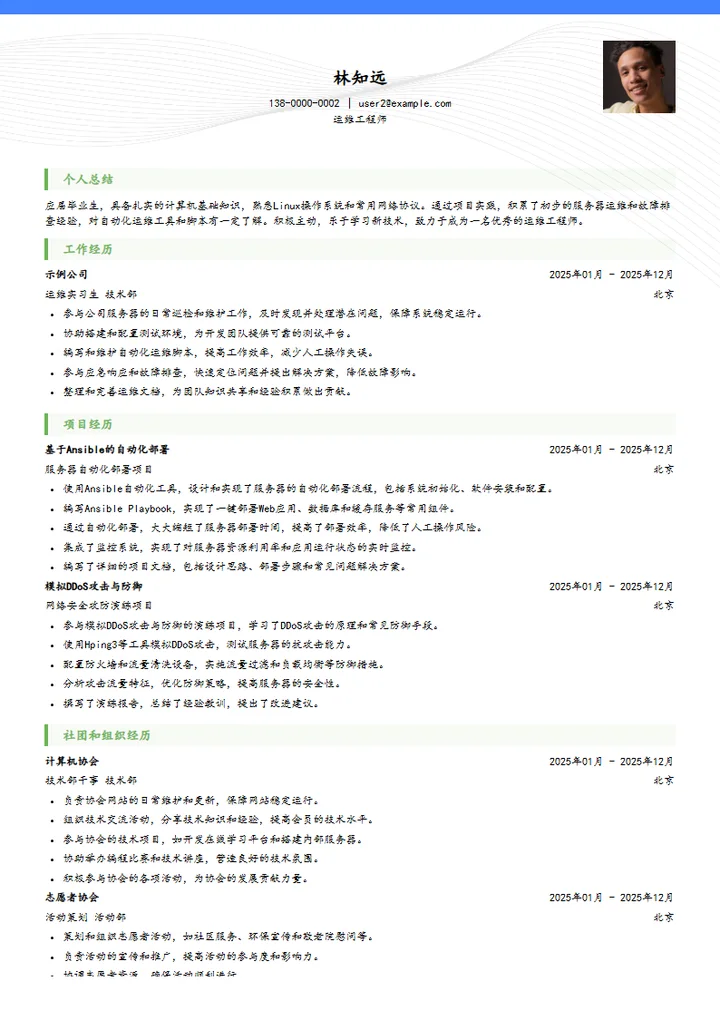 林知远
138-0000-0002 | user2@example.com
运维工程师
个人总结
应届毕业生，具备扎实的计算机基础知识，熟悉Linux操作系统和常用网络协议。通过项目实践，积累了初步的服务器运维和故障排
查经验，对自动化运维工具和脚本有一定了解。积极主动，乐于学习新技术，致力于成为一名优秀的运维工程师。
工作经历
示例公司 2025年01月 - 2025年12月
运维实习生 技术部 北京
• 参与公司服务器的日常巡检和维护工作，及时发现并处理潜在问题，保障系统稳定运行。
• 协助搭建和配置测试环境，为开发团队提供可靠的测试平台。
• 编写和维护自动化运维脚本，提高工作效率，减少人工操作失误。
• 参与应急响应和故障排查，快速定位问题并提出解决方案，降低故障影响。
• 整理和完善运维文档，为团队知识共享和经验积累做出贡献。
项目经历
基于Ansible的自动化部署 2025年01月 - 2025年12月
服务器自动化部署项目 北京
• 使用Ansible自动化工具，设计和实现了服务器的自动化部署流程，包括系统初始化、软件安装和配置。
• 编写Ansible Playbook，实现了一键部署Web应用、数据库和缓存服务等常用组件。
• 通过自动化部署，大大缩短了服务器部署时间，提高了部署效率，降低了人工操作风险。
• 集成了监控系统，实现了对服务器资源利用率和应用运行状态的实时监控。
• 编写了详细的项目文档，包括设计思路、部署步骤和常见问题解决方案。
模拟DDoS攻击与防御 2025年01月 - 2025年12月
网络安全攻防演练项目 北京
• 参与模拟DDoS攻击与防御的演练项目，学习了DDoS攻击的原理和常见防御手段。
• 使用Hping3等工具模拟DDoS攻击，测试服务器的抗攻击能力。
• 配置防火墙和流量清洗设备，实施流量过滤和负载均衡等防御措施。
• 分析攻击流量特征，优化防御策略，提高服务器的安全性。
• 撰写了演练报告，总结了经验教训，提出了改进建议。
社团和组织经历
计算机协会 2025年01月 - 2025年12月
技术部干事 技术部 北京
• 负责协会网站的日常维护和更新，保障网站稳定运行。
• 组织技术交流活动，分享技术知识和经验，提高会员的技术水平。
• 参与协会的技术项目，如开发在线学习平台和搭建内部服务器。
• 协助举办编程比赛和技术讲座，营造良好的技术氛围。
• 积极参与协会的各项活动，为协会的发展贡献力量。
志愿者协会 2025年01月 - 2025年12月
活动策划 活动部 北京
• 策划和组织志愿者活动，如社区服务、环保宣传和敬老院慰问等。
• 负责活动的宣传和推广，提高活动的参与度和影响力。
• 协调志愿者资源，确保活动顺利进行。